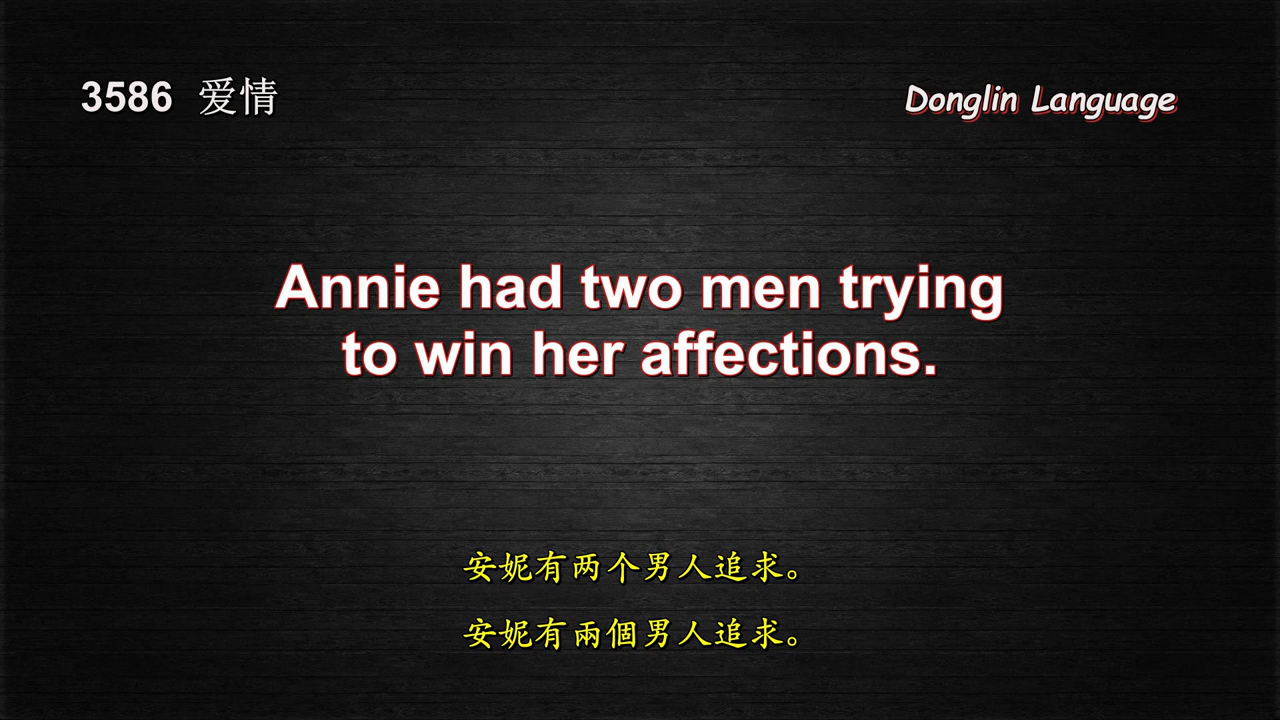 3586 爱情
Donglin Language
Annie had two men trying
to win her affections.
安妮有两个男人追求。
安妮有兩個男人追求。